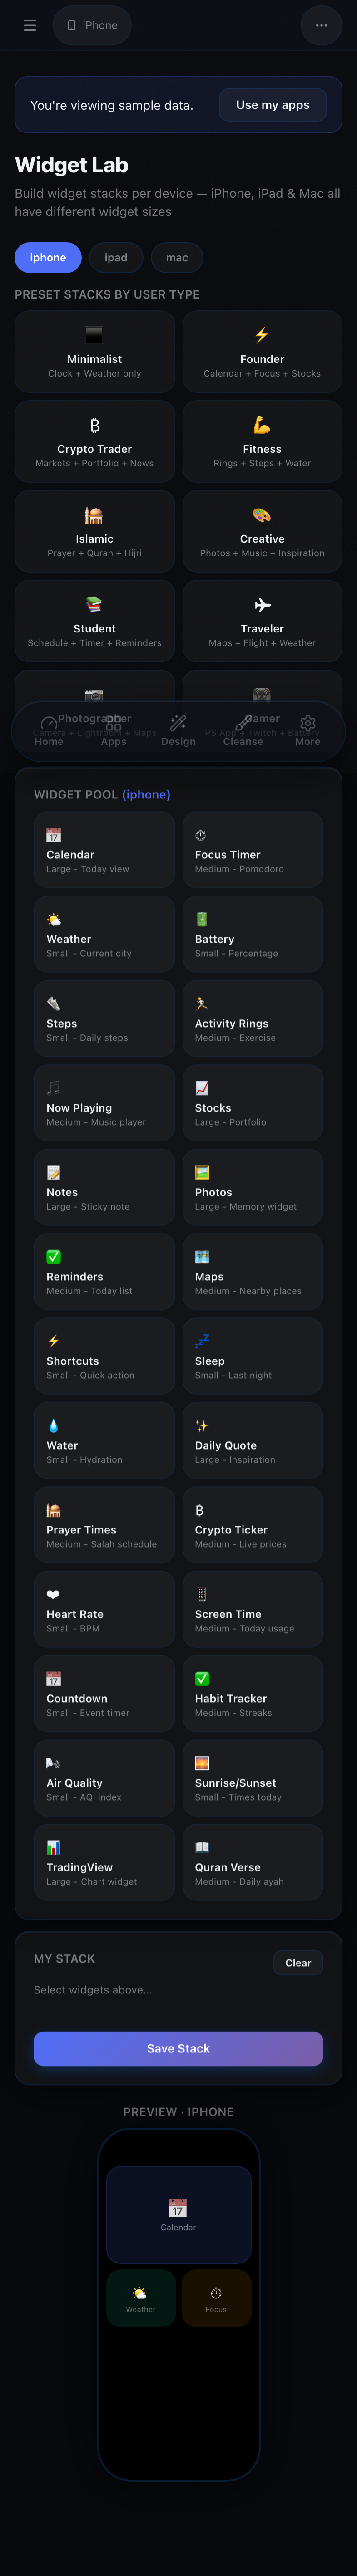 iPhone
You're viewing sample data.
Use my apps
Widget Lab
Build widget stacks per device — iPhone, iPad & Mac all
have different widget sizes
iphone
ipad
mac
PRESET STACKS BY USER TYPE
Minimalist
Clock + Weather only
Founder
Calendar + Focus + Stocks
Crypto Trader
Markets + Portfolio + News
Fitness
Rings + Steps + Water
Islamic
Prayer + Quran + Hijri
Creative
Photos + Music + Inspiration
Student
Schedule + Timer + Reminders
Traveler
Maps + Flight + Weather
Photographer
Camera + Lightroom + Maps
Gamer
PS App + Twitch + Battery
Home
Apps
Design
Cleanse
More
WIDGET POOL (iphone)
Calendar
Large - Today view
Focus Timer
Medium - Pomodoro
Weather
Small - Current city
Battery
Small - Percentage
Steps
Small - Daily steps
Activity Rings
Medium - Exercise
Now Playing
Medium - Music player
Stocks
Large - Portfolio
Notes
Large - Sticky note
Photos
Large - Memory widget
Reminders
Medium - Today list
Maps
Medium - Nearby places
Shortcuts
Small - Quick action
Sleep
Small - Last night
Water
Small - Hydration
Daily Quote
Large - Inspiration
Prayer Times
Medium - Salah schedule
Crypto Ticker
Medium - Live prices
Heart Rate
Small - BPM
Screen Time
Medium - Today usage
Countdown
Small - Event timer
Habit Tracker
Medium - Streaks
Air Quality
Small - AQI index
Sunrise/Sunset
Small - Times today
TradingView
Large - Chart widget
Quran Verse
Medium - Daily ayah
MY STACK
Clear
Select widgets above...
Save Stack
PREVIEW · IPHONE
Calendar
Weather
Focus